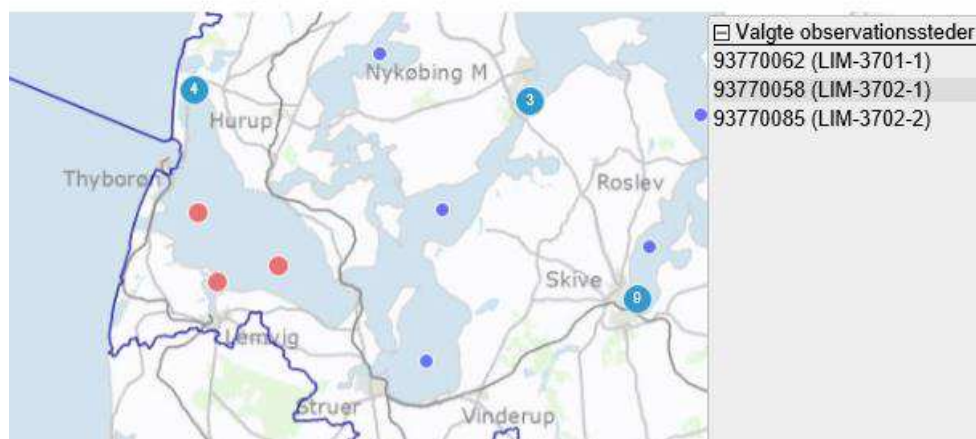 Valgte observationssteder
93770062 (LIM-3701-1)
93770058 (LIM-3702-1)
93770085 (LIM-3702-2)
Nykøbing M
4
3
Hurup
Thyborøn
Roslev
Skive
9
Lemvig
Struer
Vinderup